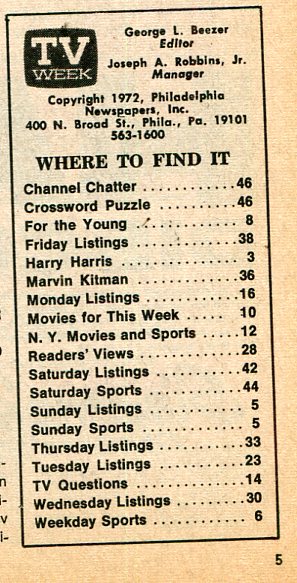 TV
WEEK
George L. Beezer
Editor
Joseph A. Robbins, Jr.
Manager
Copyright 1972, Philadelphia
Newspapers, Inc.
400 N. Broad St., Phila., Pa. 19101
563-1600
WHERE TO FIND IT
Channel Chatter ............46
Crossword Puzzle ...........46
For the Young .............. 8
Friday Listings .............38
Harry Harris ................ 3
Marvin Kitman ..............36
Monday Listings ............16
Movies for This Week ...... 10
N. Y. Movies and Sports .....12
Readers' Views .............28
Saturday Listings ...........42
Saturday Sports ............44
Sunday Listings ............. 5
Sunday Sports .............. 5
Thursday Listings ...........33
Tuesday Listings ............23
TV Questions ...............14
Wednesday Listings .........30
Weekday Sports ............. 6
5